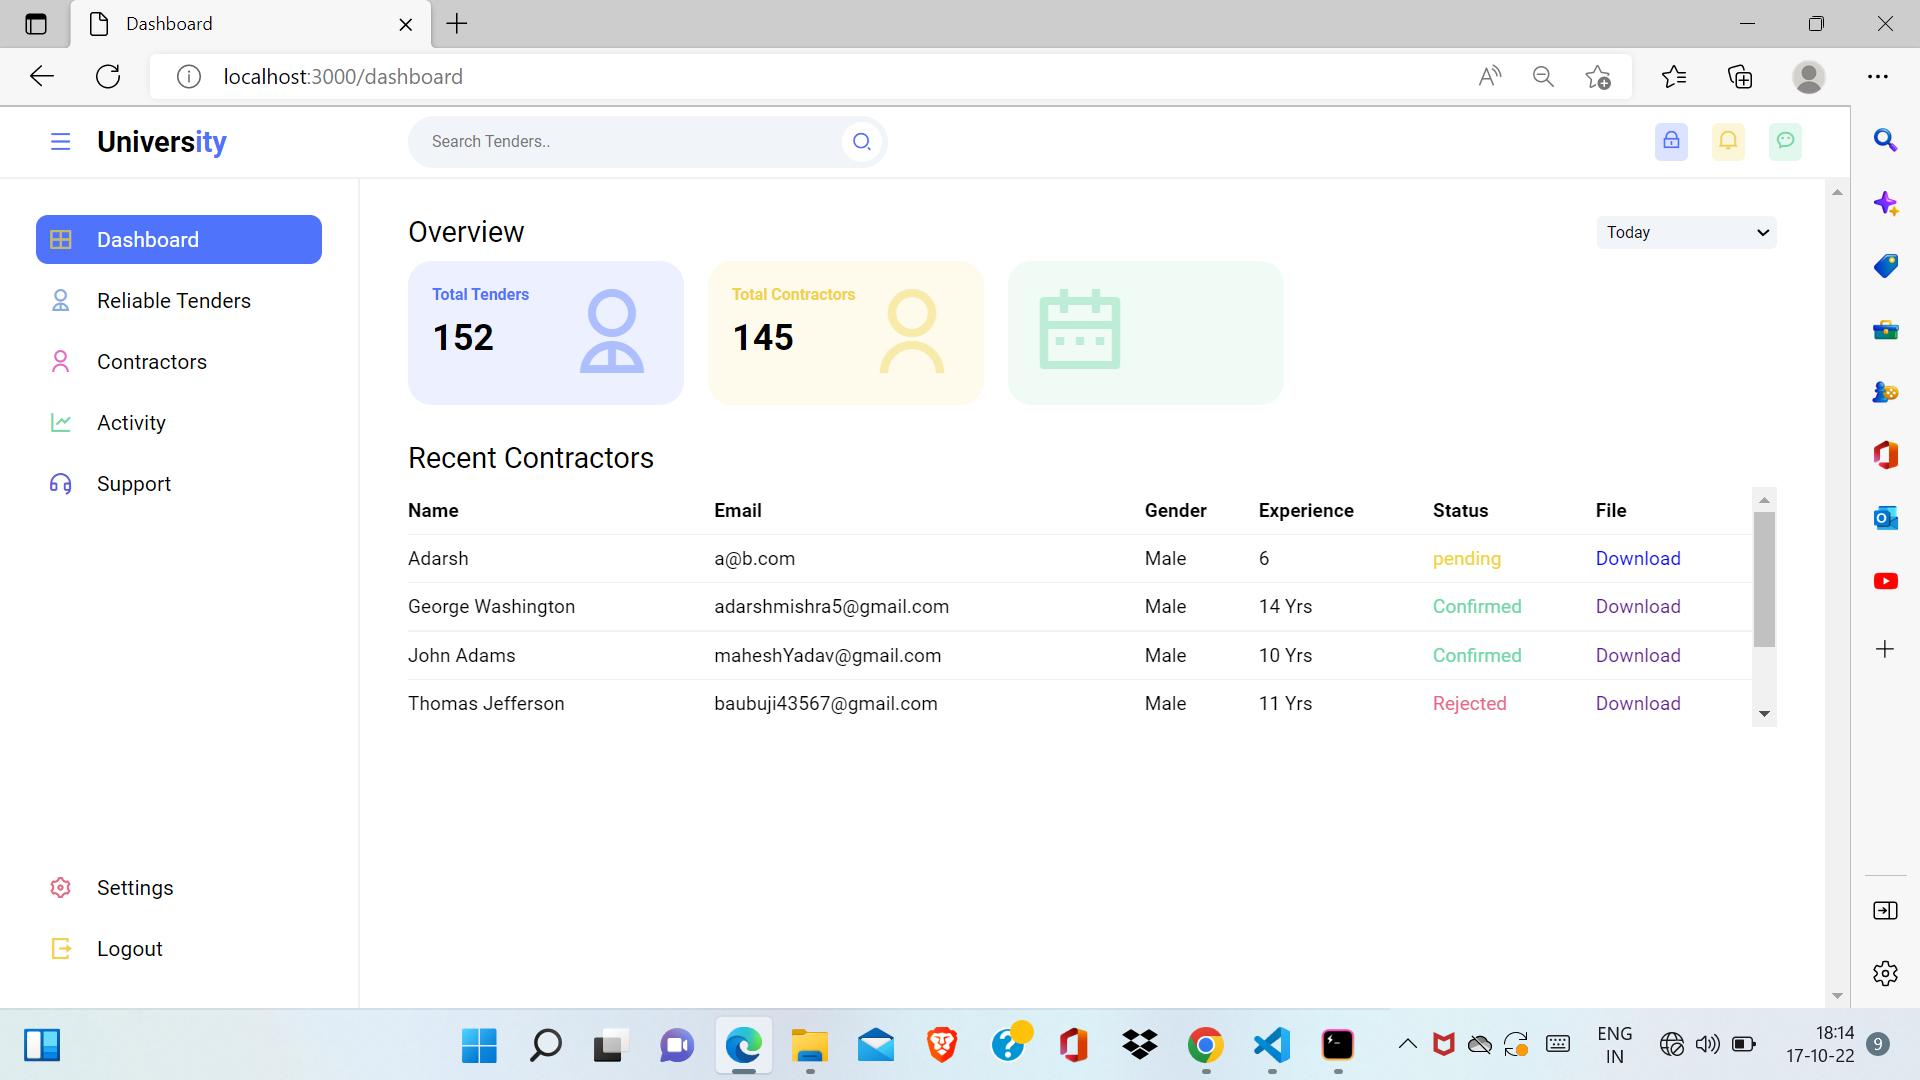 Dashboard
localhost:3000/dashboard
University
Search Tenders..
Dashboard
Reliable Tenders
Contractors
Activity
Support
Settings
Logout
Overview
Today
Total Tenders
152
Total Contractors
145
Recent Contractors
Name Email Gender Experience Status File
Adarsh a@b.com Male 6 pending Download
George Washington adarshmishra5@gmail.com Male 14 Yrs Confirmed Download
John Adams maheshYadav@gmail.com Male 10 Yrs Confirmed Download
Thomas Jefferson baubuji43567@gmail.com Male 11 Yrs Rejected Download
ENG
IN
18:14
17-10-22
9